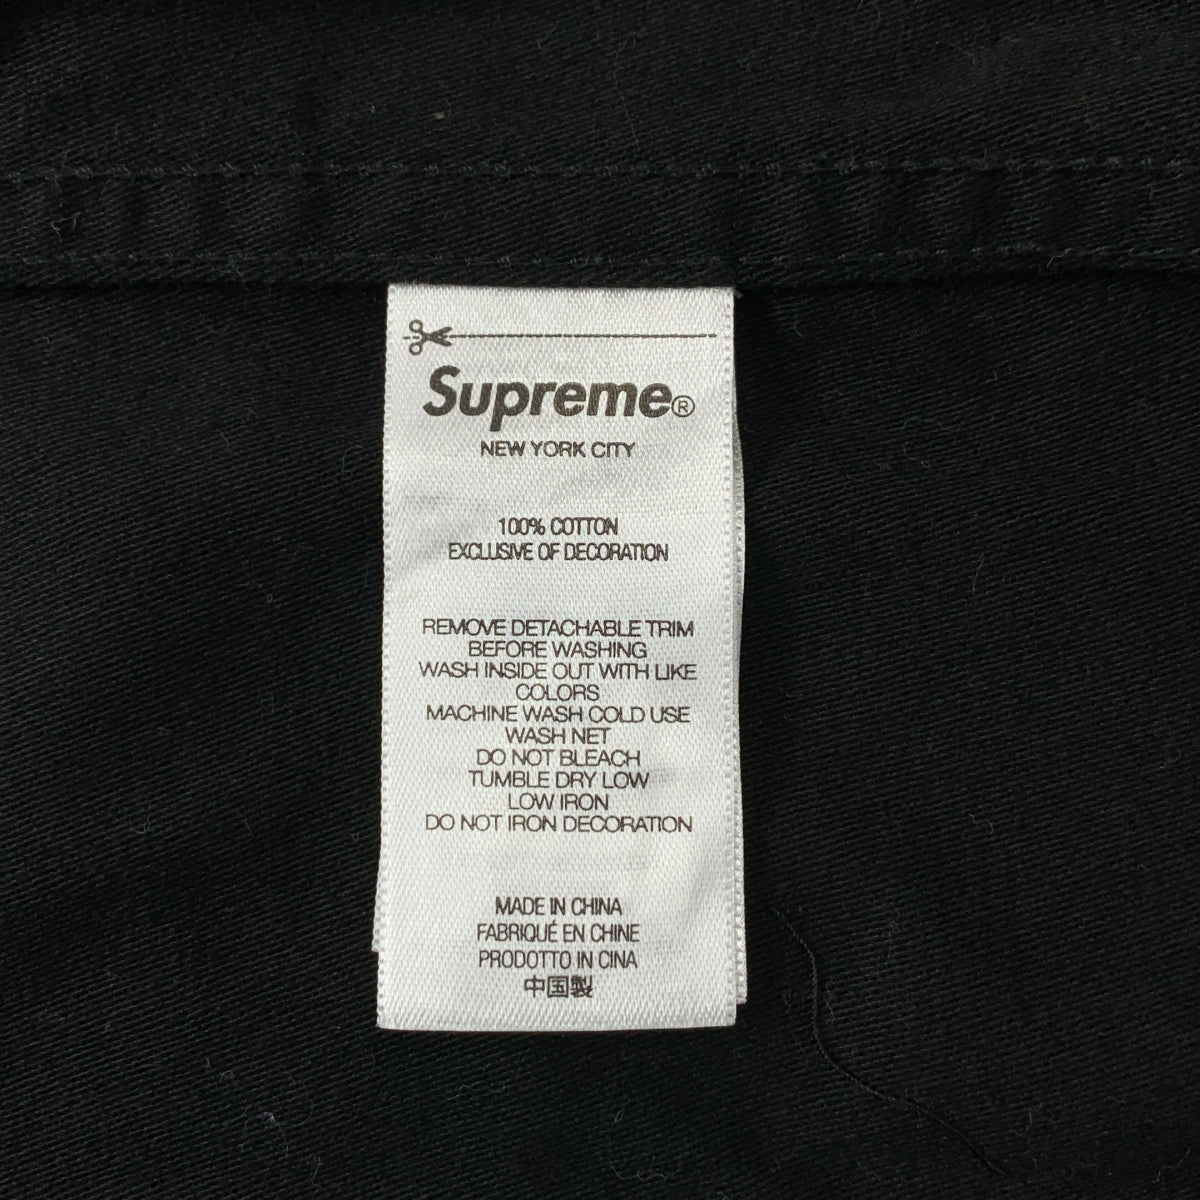 Supreme®
NEW YORK CITY
100% COTTON
EXCLUSIVE OF DECORATION
REMOVE DETACHABLE TRIM
BEFORE WASHING
WASH INSIDE OUT WITH LIKE
COLORS
MACHINE WASH COLD USE
WASH NET
DO NOT BLEACH
TUMBLE DRY LOW
LOW IRON
DO NOT IRON DECORATION
MADE IN CHINA
FABRIQUÉ EN CHINE
PRODOTTO IN CINA
中国製